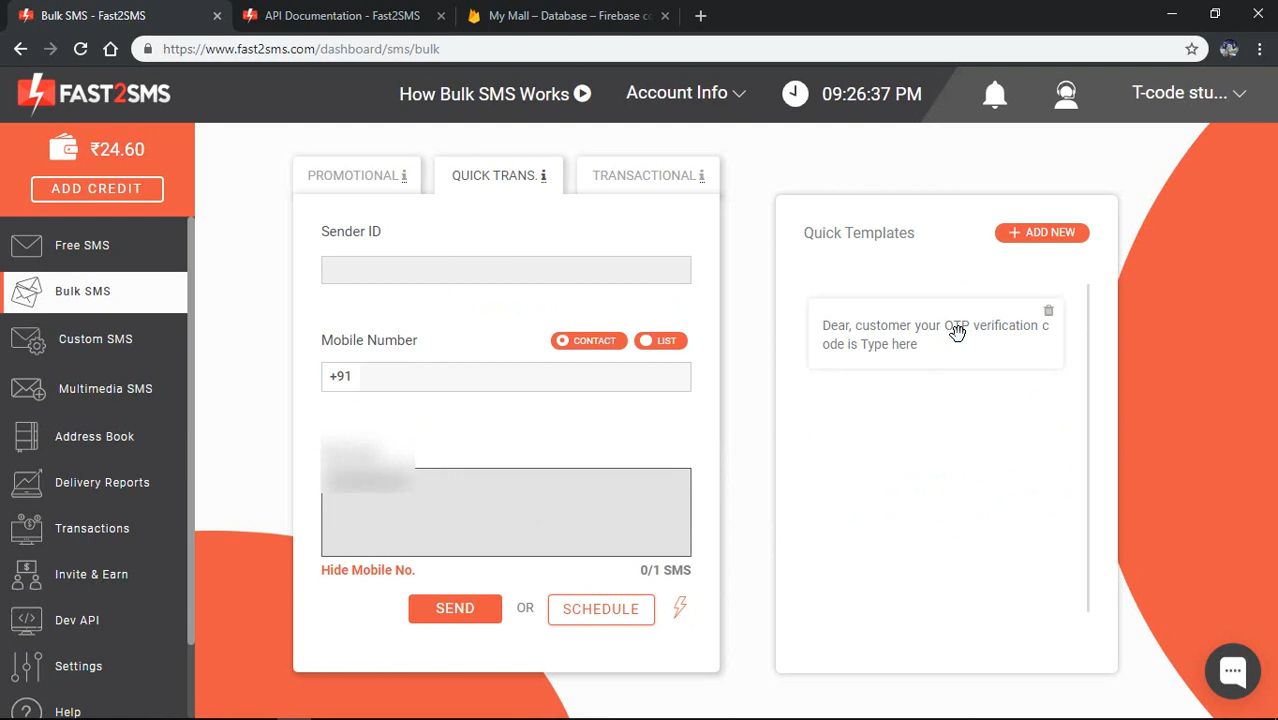 Bulk SMS - Fast2SMS
API Documentation - Fast2SMS
My Mall – Database – Firebase co
https://www.fast2sms.com/dashboard/sms/bulk
FAST2SMS
How Bulk SMS Works
Account Info
09:26:37 PM
T-code stu...
₹24.60
ADD CREDIT
Free SMS
Bulk SMS
Custom SMS
Multimedia SMS
Address Book
Delivery Reports
Transactions
Invite & Earn
Dev API
Settings
Help
PROMOTIONAL i
QUICK TRANS. i
TRANSACTIONAL i
Sender ID
Mobile Number
CONTACT
LIST
+91
Hide Mobile No.
0/1 SMS
SEND
OR
SCHEDULE
Quick Templates
+ ADD NEW
Dear, customer your OTP verification c
ode is Type here